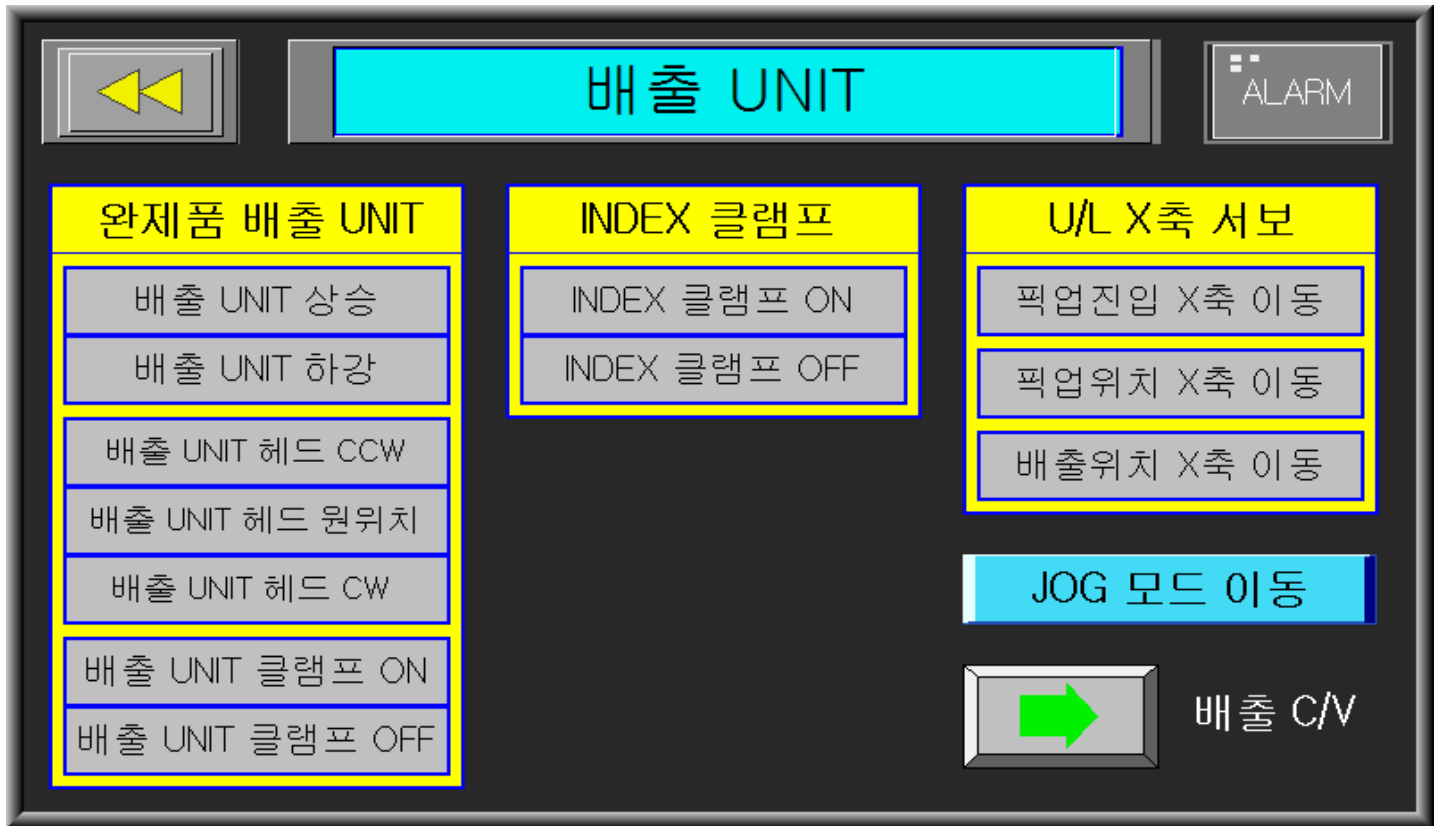 배출 UNIT
ALARM
완제품 배출 UNIT
배출 UNIT 상승
배출 UNIT 하강
배출 UNIT 헤드 CCW
배출 UNIT 헤드 원위치
배출 UNIT 헤드 CW
배출 UNIT 클램프 ON
배출 UNIT 클램프 OFF
INDEX 클램프
INDEX 클램프 ON
INDEX 클램프 OFF
U/L X축 서보
픽업진입 X축 이동
픽업위치 X축 이동
배출위치 X축 이동
JOG 모드 이동
배출 C/V